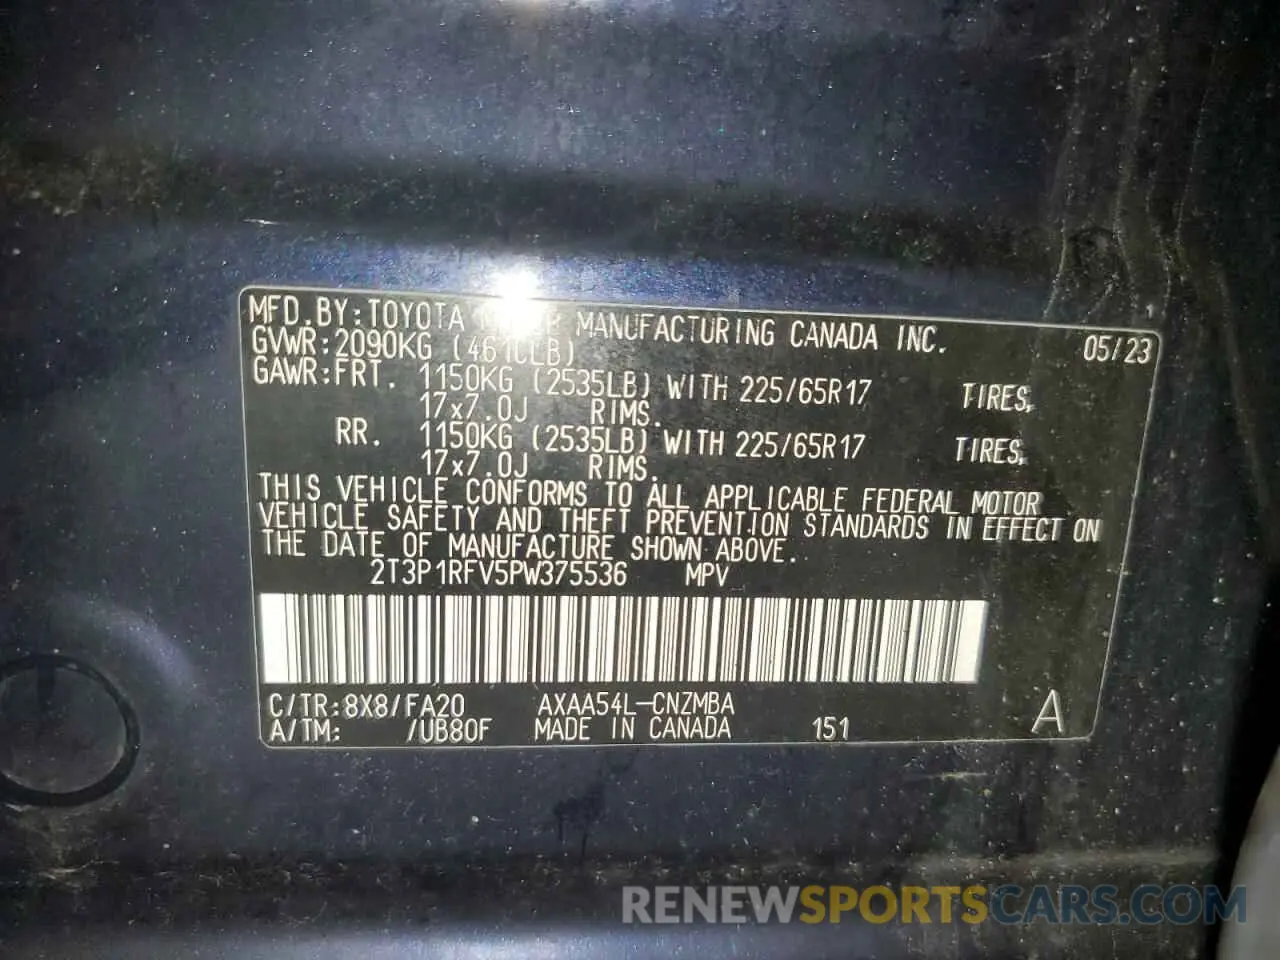 MFD.BY:TOYOTA MANUFACTURING CANADA INC. 05/23
GVWR:2090KG (4610LB)
GAWR:FRT. 1150KG (2535LB) WITH 225/65R17 TIRES,
17x7.0J RIMS.
RR. 1150KG (2535LB) WITH 225/65R17 TIRES,
17x7.0J RIMS.
THIS VEHICLE CONFORMS TO ALL APPLICABLE FEDERAL MOTOR
VEHICLE SAFETY AND THEFT PREVENTION STANDARDS IN EFFECT ON
THE DATE OF MANUFACTURE SHOWN ABOVE.
2T3P1RFV5PW375536 MPV
C/TR:8X8/FA20 AXAA54L-CNZMBA A
A/TM: /UB80F MADE IN CANADA 151
RENEWSPORTSCARS.COM